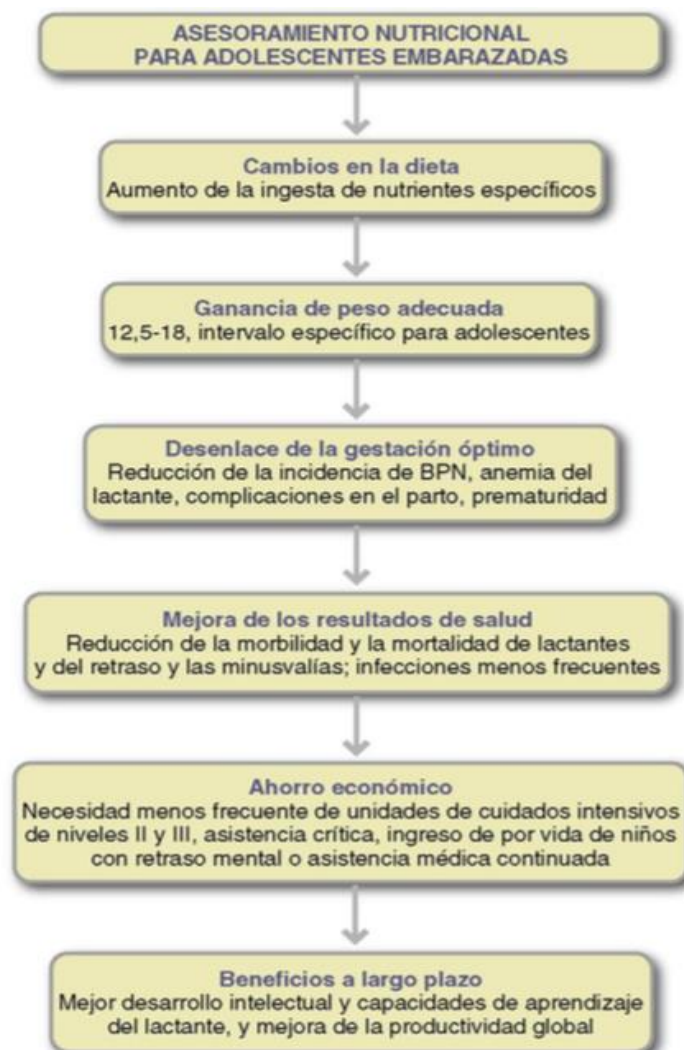 ASESORAMIENTO NUTRICIONAL
PARA ADOLESCENTES EMBARAZADAS
Cambios en la dieta
Aumento de la ingesta de nutrientes específicos
Ganancia de peso adecuada
12,5-18, intervalo específico para adolescentes
Desenlace de la gestación óptimo
Reducción de la incidencia de BPN, anemia del
lactante, complicaciones en el parto, prematuridad
Mejora de los resultados de salud
Reducción de la morbilidad y la mortalidad de lactantes
y del retraso y las minusvalías; infecciones menos frecuentes
Ahorro económico
Necesidad menos frecuente de unidades de cuidados intensivos
de niveles II y III, asistencia crítica, ingreso de por vida de niños
con retraso mental o asistencia médica continuada
Beneficios a largo plazo
Mejor desarrollo intelectual y capacidades de aprendizaje
del lactante, y mejora de la productividad global